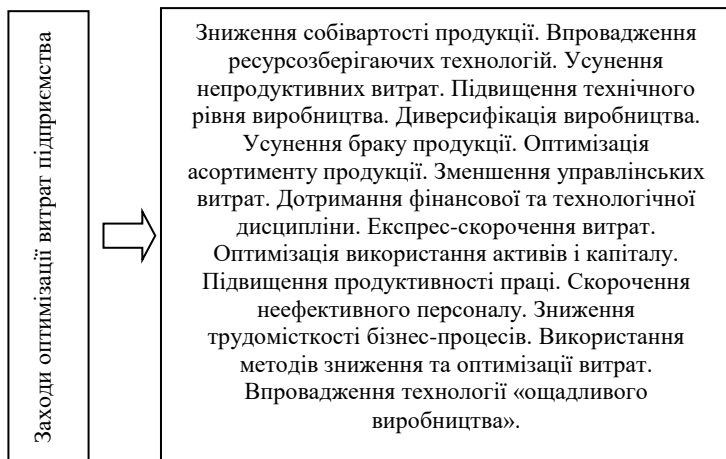 Заходи оптимізації витрат підприємства
Зниження собівартості продукції. Впровадження
ресурсозберігаючих технологій. Усунення
непродуктивних витрат. Підвищення технічного
рівня виробництва. Диверсифікація виробництва.
Усунення браку продукції. Оптимізація
асортименту продукції. Зменшення управлінських
витрат. Дотримання фінансової та технологічної
дисципліни. Експрес-скорочення витрат.
Оптимізація використання активів і капіталу.
Підвищення продуктивності праці. Скорочення
неефективного персоналу. Зниження
трудомісткості бізнес-процесів. Використання
методів зниження та оптимізації витрат.
Впровадження технології «ощадливого
виробництва».